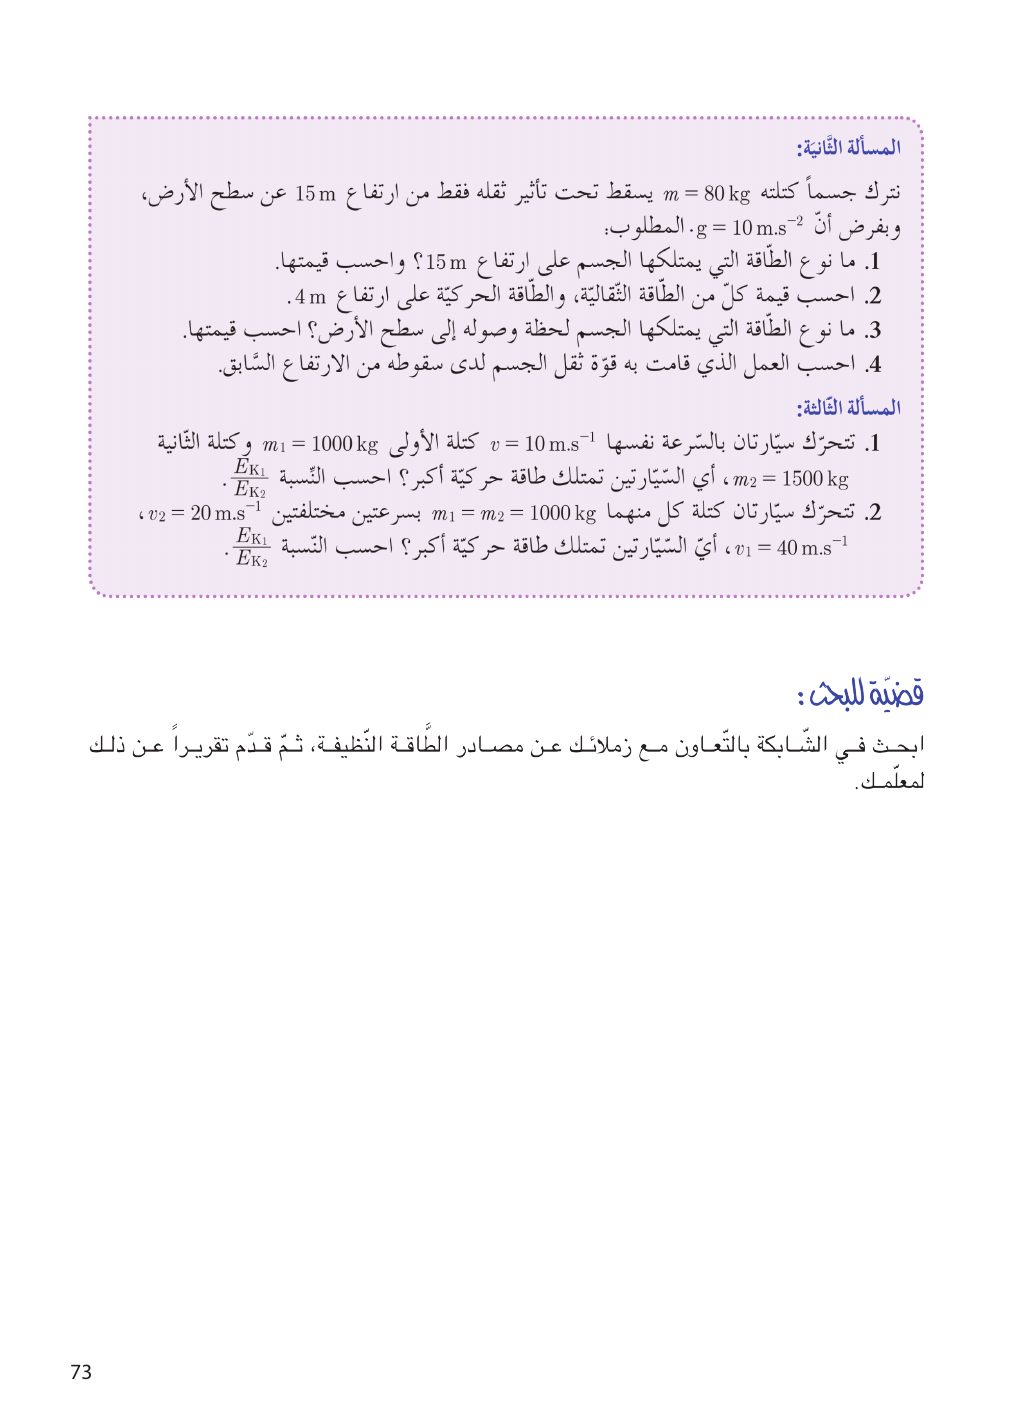 المسألة الثَّانيَة:
نترك جسماً كتلته m = 80 kg يسقط تحت تأثير ثقله فقط من ارتفاع 15 m عن سطح الأرض،
وبفرض أنّ g = 10 m.s⁻². المطلوب:
1. ما نوع الطّاقة التي يمتلكها الجسم على ارتفاع 15 m؟ واحسب قيمتها.
2. احسب قيمة كلّ من الطّاقة الثّقاليّة، والطّاقة الحركيّة على ارتفاع 4 m.
3. ما نوع الطّاقة التي يمتلكها الجسم لحظة وصوله إلى سطح الأرض؟ احسب قيمتها.
4. احسب العمل الذي قامت به قوّة ثقل الجسم لدى سقوطه من الارتفاع السَّابق.
المسألة الثّالثة:
1. تتحرّك سيّارتان بالسّرعة نفسها v = 10 m.s⁻¹ كتلة الأولى m₁ = 1000 kg وكتلة الثّانية
m₂ = 1500 kg، أي السّيّارتين تمتلك طاقة حركيّة أكبر؟ احسب النّسبة E_K₁/E_K₂.
2. تتحرّك سيّارتان كتلة كل منهما m₁ = m₂ = 1000 kg بسرعتين مختلفتين v₂ = 20 m.s⁻¹،
v₁ = 40 m.s⁻¹، أيّ السّيّارتين تمتلك طاقة حركيّة أكبر؟ احسب النّسبة E_K₁/E_K₂.
قضيّة للبحث:
ابحث في الشّابكة بالتّعاون مع زملائك عن مصادر الطَّاقة النّظيفة، ثمّ قدّم تقريراً عن ذلك
لمعلّمك.
73